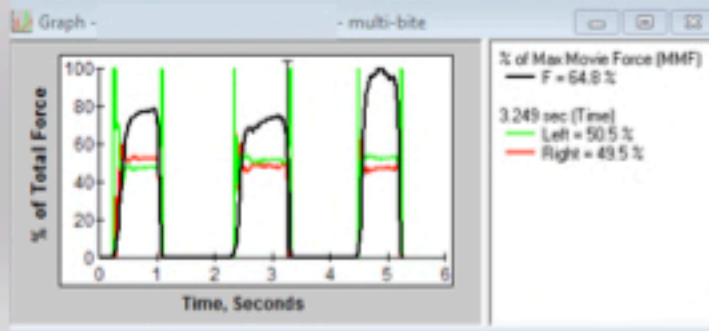 Graph - - multi-bite
% of Max Movie Force (MMF)
F = 64.8 %
3.249 sec (Time)
Left = 50.5 %
Right = 49.5 %
% of Total Force
100
80
60
40
20
0
0 1 2 3 4 5 6
Time, Seconds